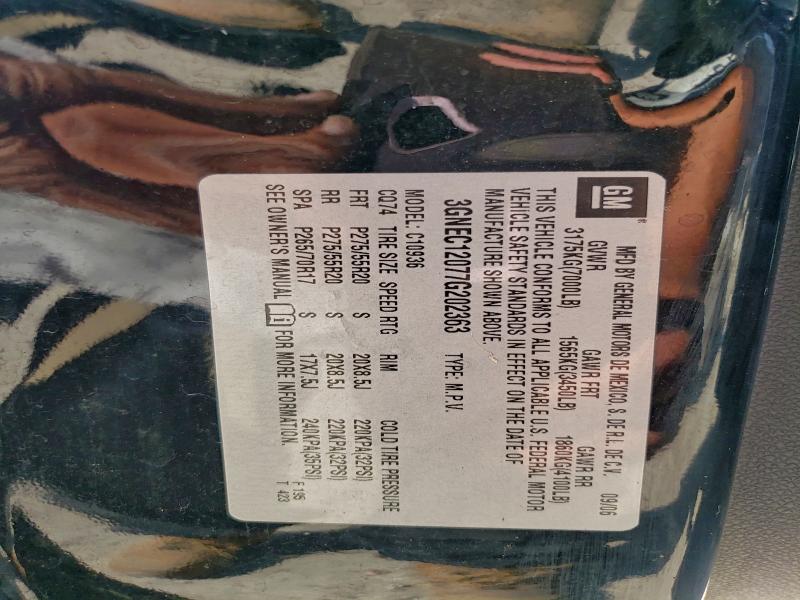 GM ®
MFD BY GENERAL MOTORS DE MEXICO S. DE R.L. DE C.V. 09/06
GVWR GAWR FRT GAWR RR
3175KG(7000LB) 1565KG(3450LB) 1860KG(4100LB)
THIS VEHICLE CONFORMS TO ALL APPLICABLE U.S. FEDERAL MOTOR
VEHICLE SAFETY STANDARDS IN EFFECT ON THE DATE OF
MANUFACTURE SHOWN ABOVE.
3GNEC12077G202363 TYPE: M.P.V.
MODEL: C10936
CQ74 TIRE SIZE SPEED RTG RIM COLD TIRE PRESSURE
FRT P275/55R20 S 20X8.5J 220KPA(32PSI)
RR P275/55R20 S 20X8.5J 220KPA(32PSI)
SPA P265/70R17 S 17X7.5J 240KPA(35PSI)
SEE OWNER'S MANUAL FOR MORE INFORMATION.
F 195
T 423